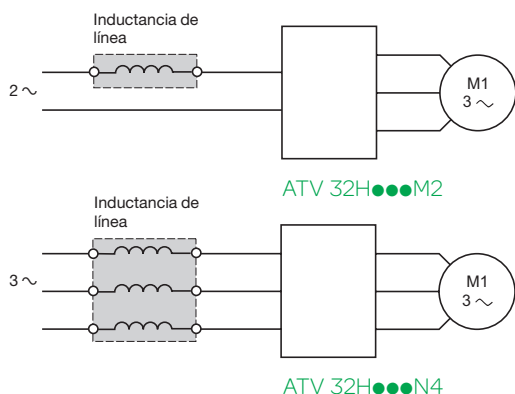 Inductancia de
línea
2 ∿
M1
3 ∿
ATV 32H●●●M2
Inductancia de
línea
3 ∿
M1
3 ∿
ATV 32H●●●N4